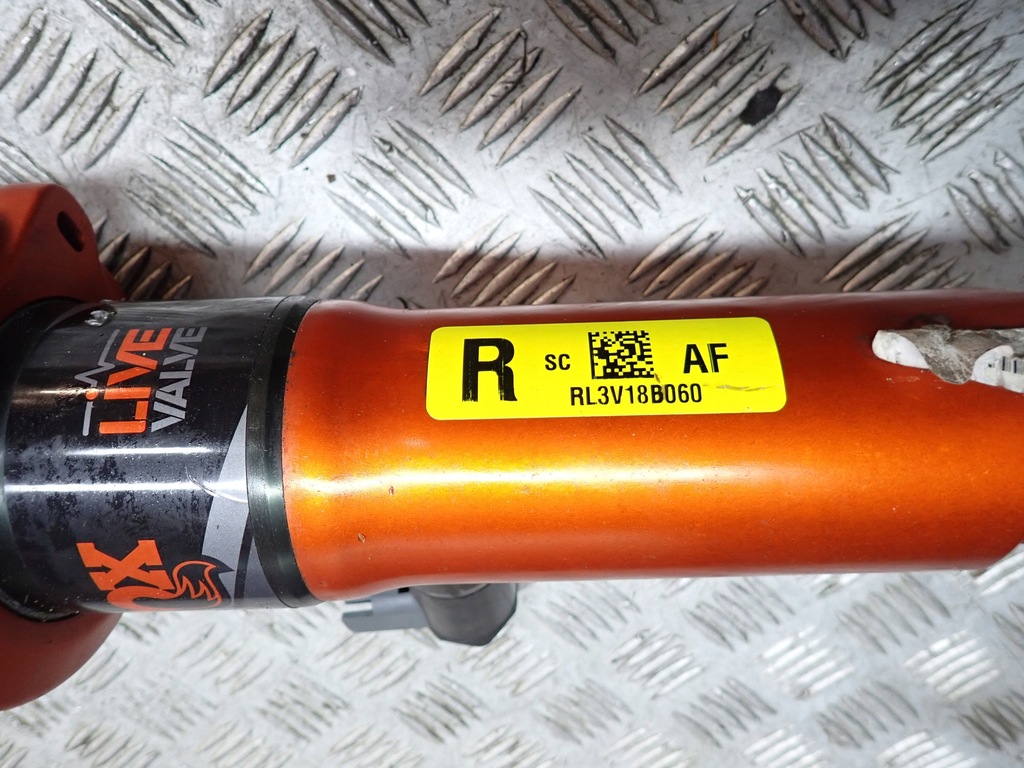 LIVE
VALVE
R SC AF
RL3V18B060